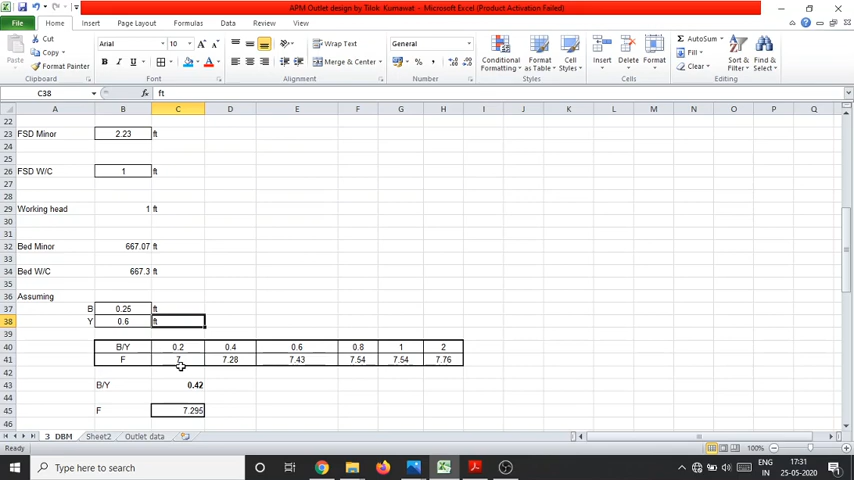 APM Outlet design by Tilok Kumawat – Microsoft Excel (Product Activation Failed)
File Home Insert Page Layout Formulas Data Review View
Cut
Copy
Format Painter
Paste
Clipboard
Arial 10
B I U
Font
Wrap Text
Merge & Center
Alignment
General
% ,
Number
Conditional Formatting
Format as Table
Cell Styles
Styles
Insert Delete Format
Cells
AutoSum
Fill
Clear
Sort & Filter
Find & Select
Editing
C38 fx ft
A B C D E F G H I J K L M N O P Q
22
23 FSD Minor 2.23 ft
24
25
26 FSD W/C 1 ft
27
28
29 Working head 1 ft
30
31
32 Bed Minor 667.07 ft
33
34 Bed W/C 667.3 ft
35
36 Assuming
37 B 0.25 ft
38 Y 0.6 ft
39
40 B/Y 0.2 0.4 0.6 0.8 1 2
41 F 7 7.28 7.43 7.54 7.54 7.76
42
43 B/Y 0.42
44
45 F 7.295
46
3_DBM Sheet2 Outlet data
Ready 100%
Type here to search
ENG 17:31
IN 25-05-2020